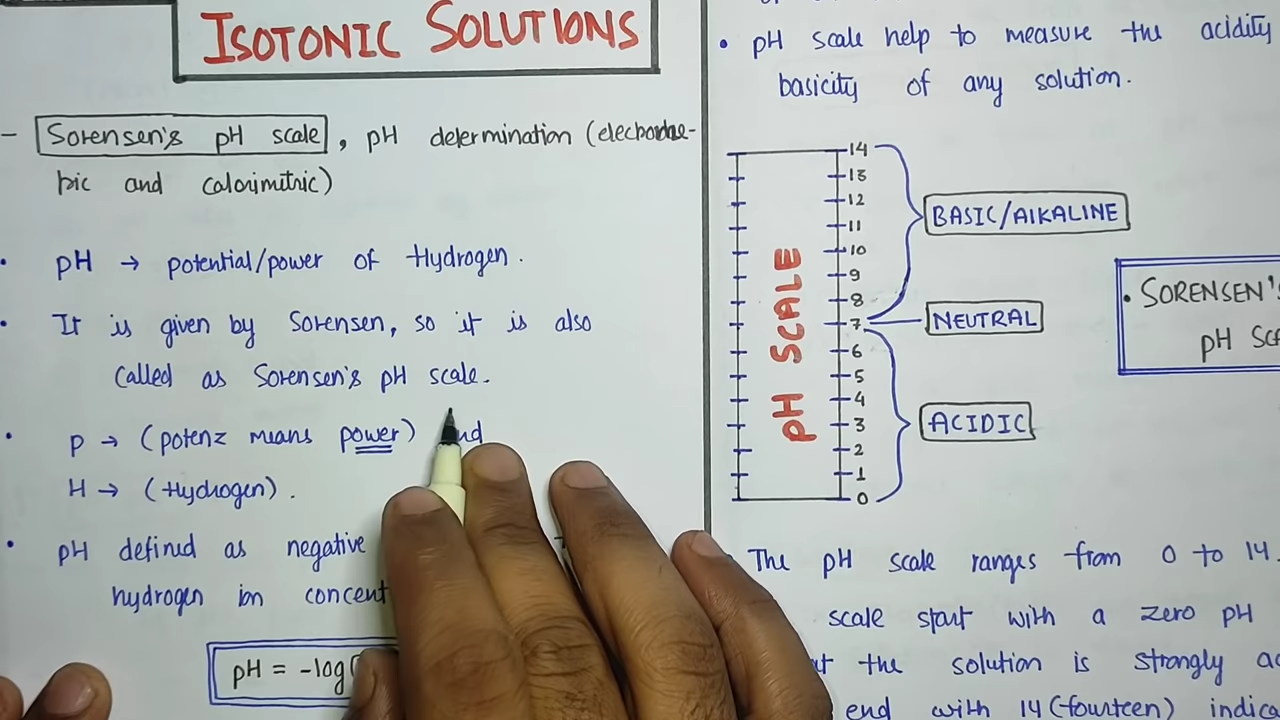 ISOTONIC SOLUTIONS
- Sorensen's pH scale, pH determination (electrome-
tric and calorimetric)
• pH → potential/power of Hydrogen.
• It is given by Sorensen, so it is also
called as Sorensen's pH scale.
• P → (potenz means power) and
H → (Hydrogen).
• pH defined as negative
hydrogen ion
pH = -log
• pH scale help to measure the acidity
basicity of any solution.
14
13
12
11
10
9
8
7
6
5
4
3
2
1
0
pH SCALE
BASIC/ALKALINE
NEUTRAL
ACIDIC
• SORENSEN'S
pH
The pH scale ranges from 0 to 14.
scale start with a zero pH
the solution is strongly
end with 14 (fourteen)